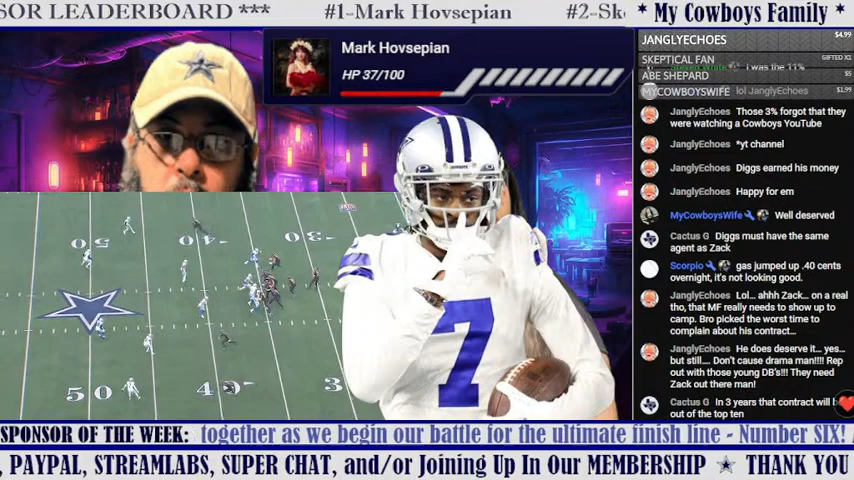 SOR LEADERBOARD ***
#1-Mark Hovsepian
#2-Sk
* My Cowboys Family *
Mark Hovsepian
HP 37/100
JANGLYECHOES $4.99
SKEPTICAL FAN GIFTED X1
I was the 11%
ABE SHEPARD $5
MYCOWBOYSWIFE $1.99
lol JanglyEchoes
JanglyEchoes Those 3% forgot that they
were watching a Cowboys YouTube
JanglyEchoes *yt channel
JanglyEchoes Diggs earned his money
JanglyEchoes Happy for em
MyCowboysWife Well deserved
Cactus G Diggs must have the same
agent as Zack
Scorpio gas jumped up .40 cents
overnight, it's not looking good.
JanglyEchoes Lol... ahhh Zack... on a real
tho, that MF really needs to show up to
camp. Bro picked the worst time to
complain about his contract...
JanglyEchoes He does deserve it... yes...
but still.... Don't cause drama man!!!! Rep
out with those young DB's!!! They need
Zack out there man!
Cactus G In 3 years that contract will be
out of the top ten
50
40
30
7
50
40
3
SPONSOR OF THE WEEK: together as we begin our battle for the ultimate finish line - Number SIX!
, PAYPAL, STREAMLABS, SUPER CHAT, and/or Joining Up In Our MEMBERSHIP THANK YOU